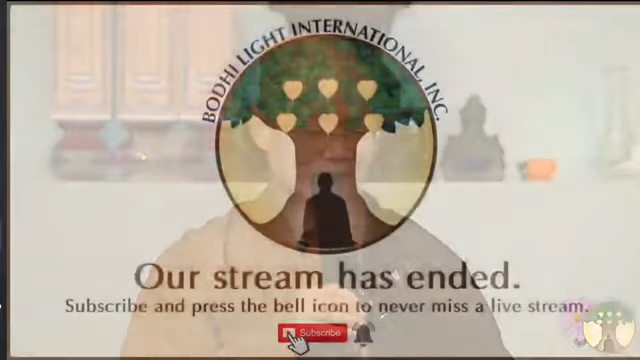 BODHI LIGHT INTERNATIONAL, INC.
Our stream has ended.
Subscribe and press the bell icon to never miss a live stream.
Subscribe